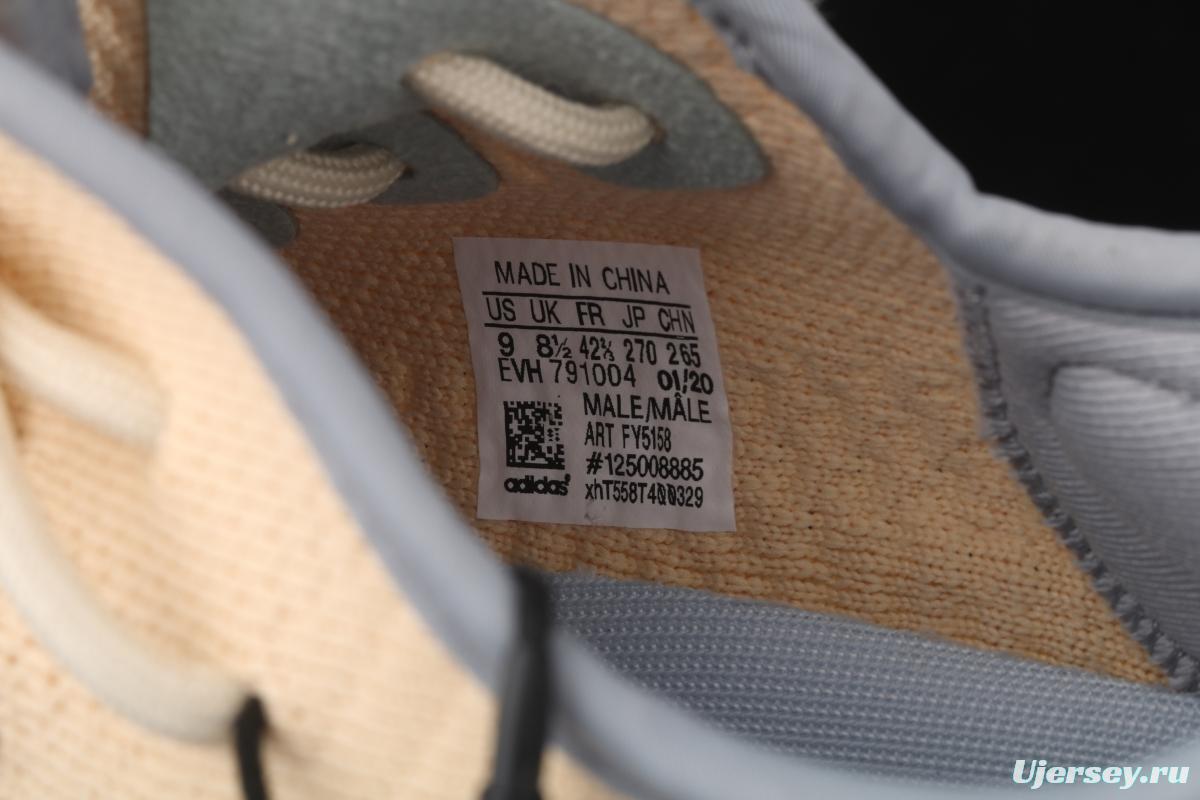 MADE IN CHINA
US UK FR JP CHN
9 8½ 42⅔ 270 265
EVH 791004 01/20
MALE/MÂLE
ART FY5158
#125008885
adidas xhT558T400329
Ujersey.ru